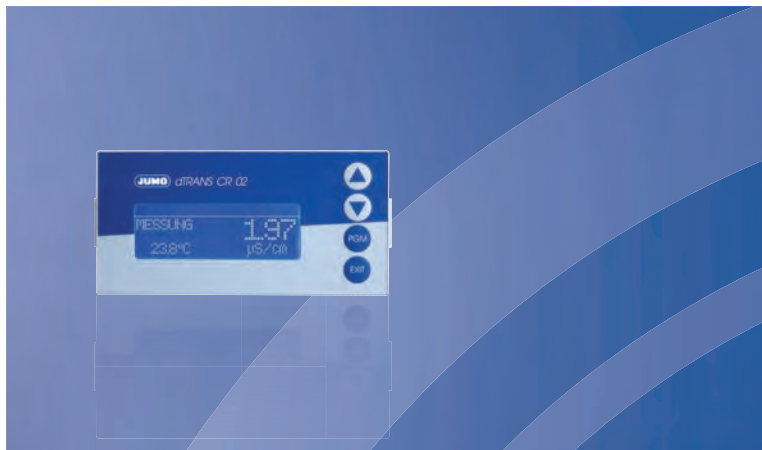 JUMO dTRANS CR 02
MESSUNG 1.97
23.8°C µS/cm
PGM
EXIT